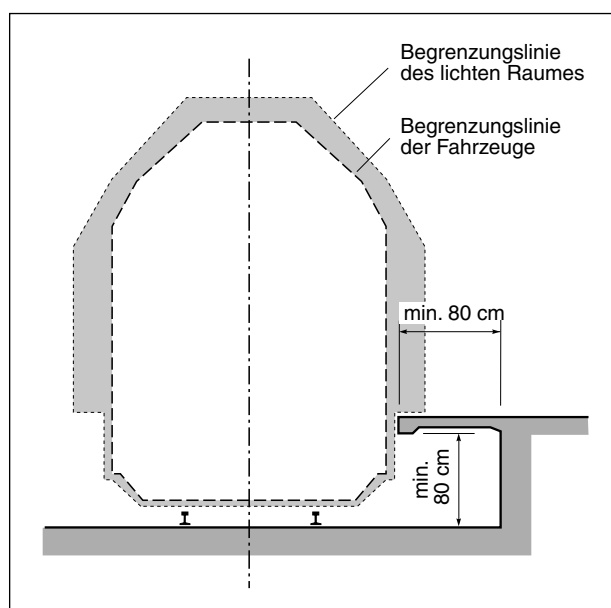 Begrenzungslinie
des lichten Raumes
Begrenzungslinie
der Fahrzeuge
min. 80 cm
min.
80 cm